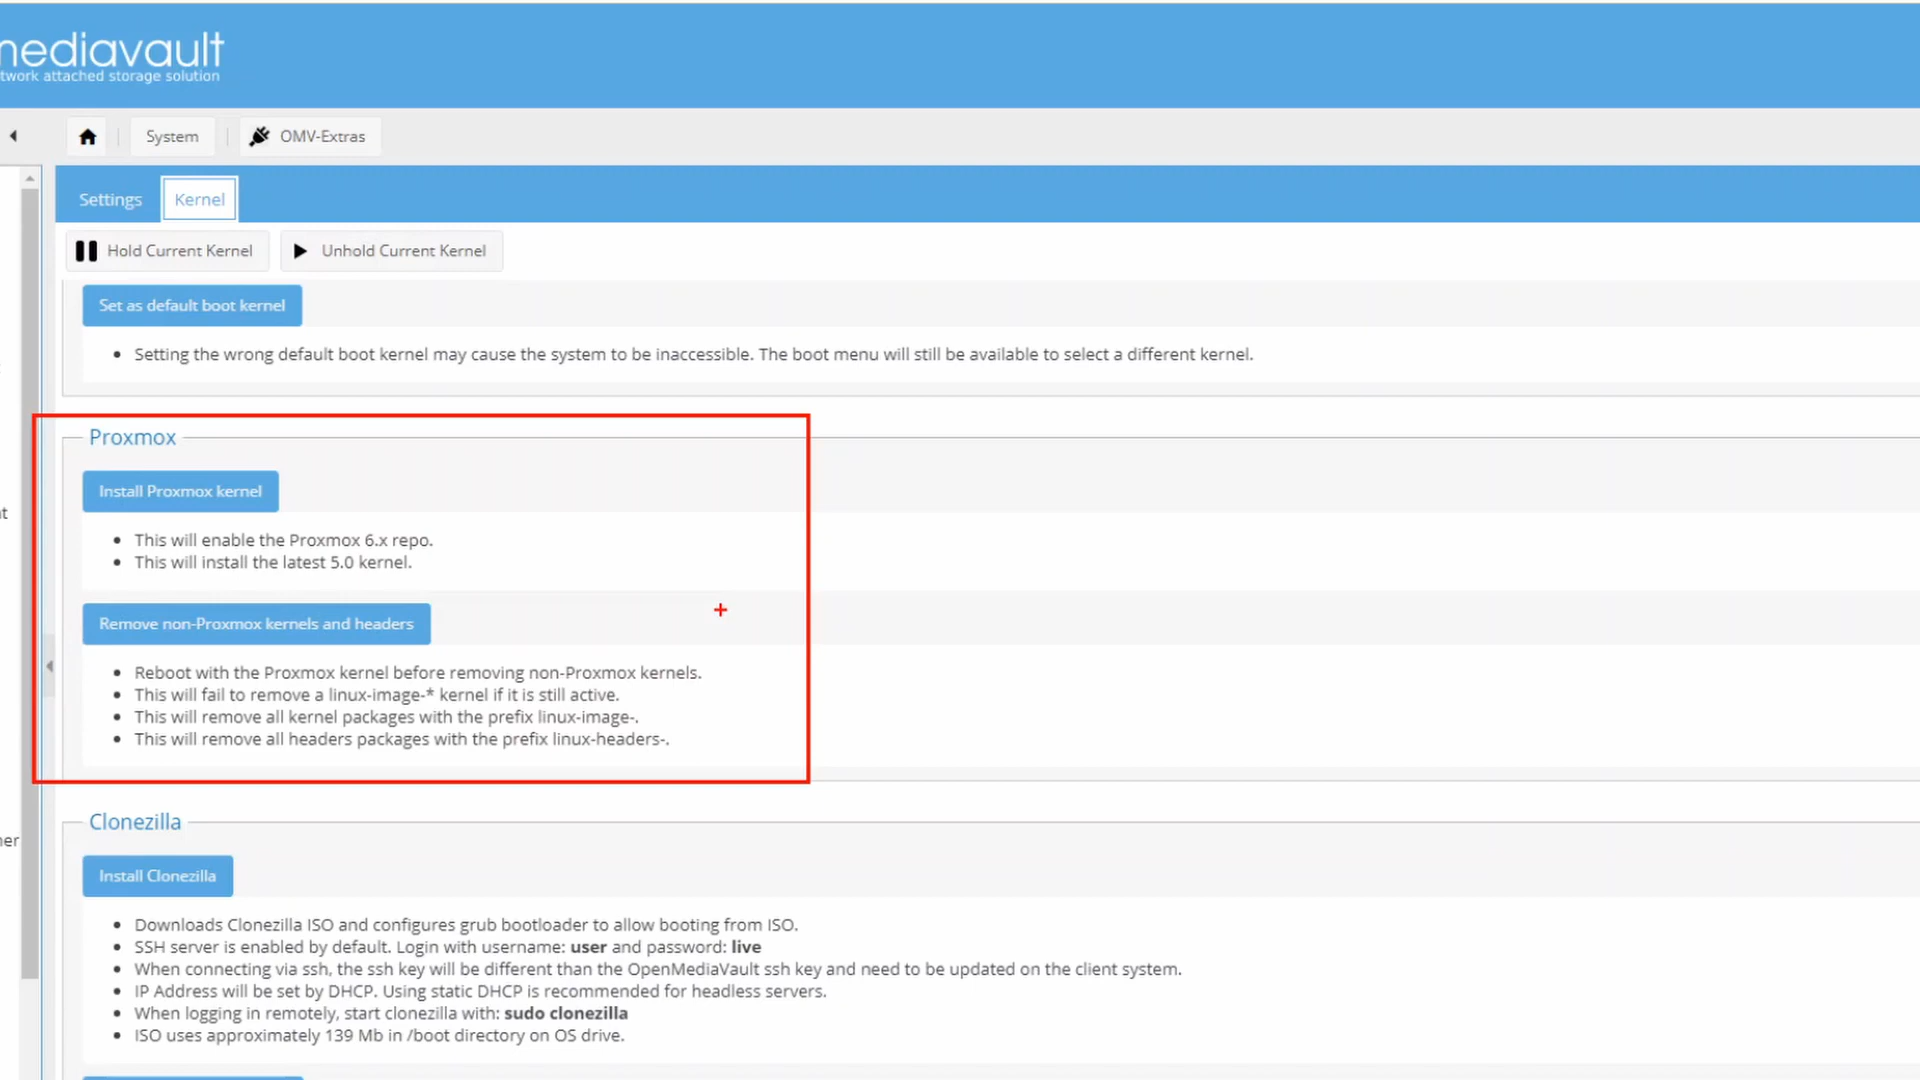 mediavault
twork attached storage solution
System
OMV-Extras
Settings
Kernel
Hold Current Kernel
Unhold Current Kernel
Set as default boot kernel
Setting the wrong default boot kernel may cause the system to be inaccessible. The boot menu will still be available to select a different kernel.
Proxmox
Install Proxmox kernel
This will enable the Proxmox 6.x repo.
This will install the latest 5.0 kernel.
Remove non-Proxmox kernels and headers
Reboot with the Proxmox kernel before removing non-Proxmox kernels.
This will fail to remove a linux-image-* kernel if it is still active.
This will remove all kernel packages with the prefix linux-image-.
This will remove all headers packages with the prefix linux-headers-.
Clonezilla
Install Clonezilla
Downloads Clonezilla ISO and configures grub bootloader to allow booting from ISO.
SSH server is enabled by default. Login with username: user and password: live
When connecting via ssh, the ssh key will be different than the OpenMediaVault ssh key and need to be updated on the client system.
IP Address will be set by DHCP. Using static DHCP is recommended for headless servers.
When logging in remotely, start clonezilla with: sudo clonezilla
ISO uses approximately 139 Mb in /boot directory on OS drive.